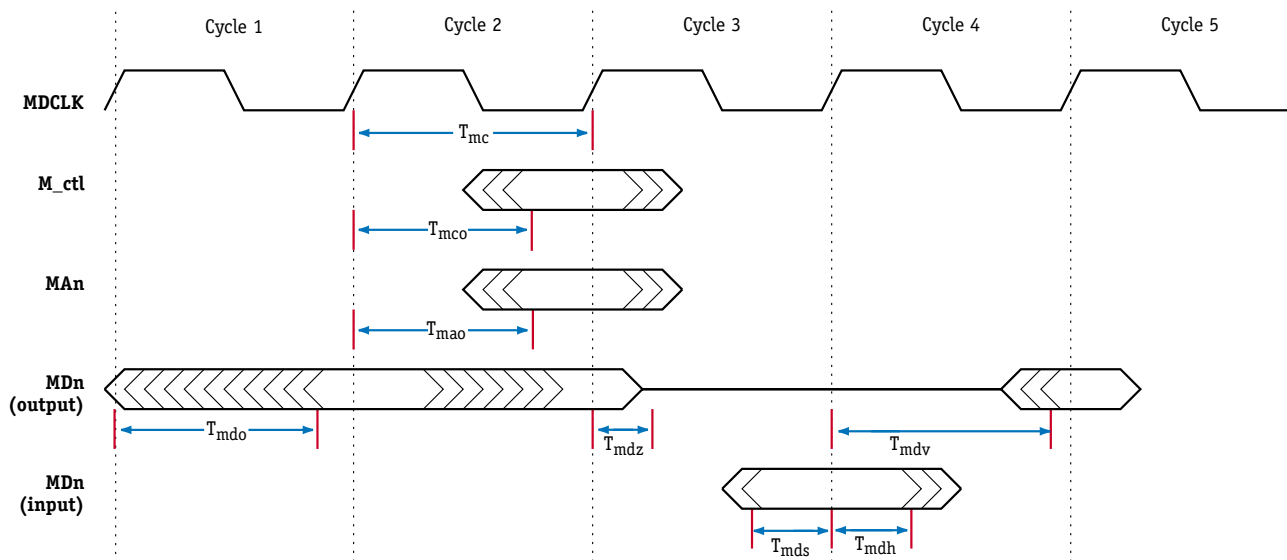 Cycle 1 Cycle 2 Cycle 3 Cycle 4 Cycle 5
MDCLK
Tmc
M_ctl
Tmco
MAn
Tmao
MDn
(output)
Tmdo Tmdz Tmdv
MDn
(input)
Tmds Tmdh